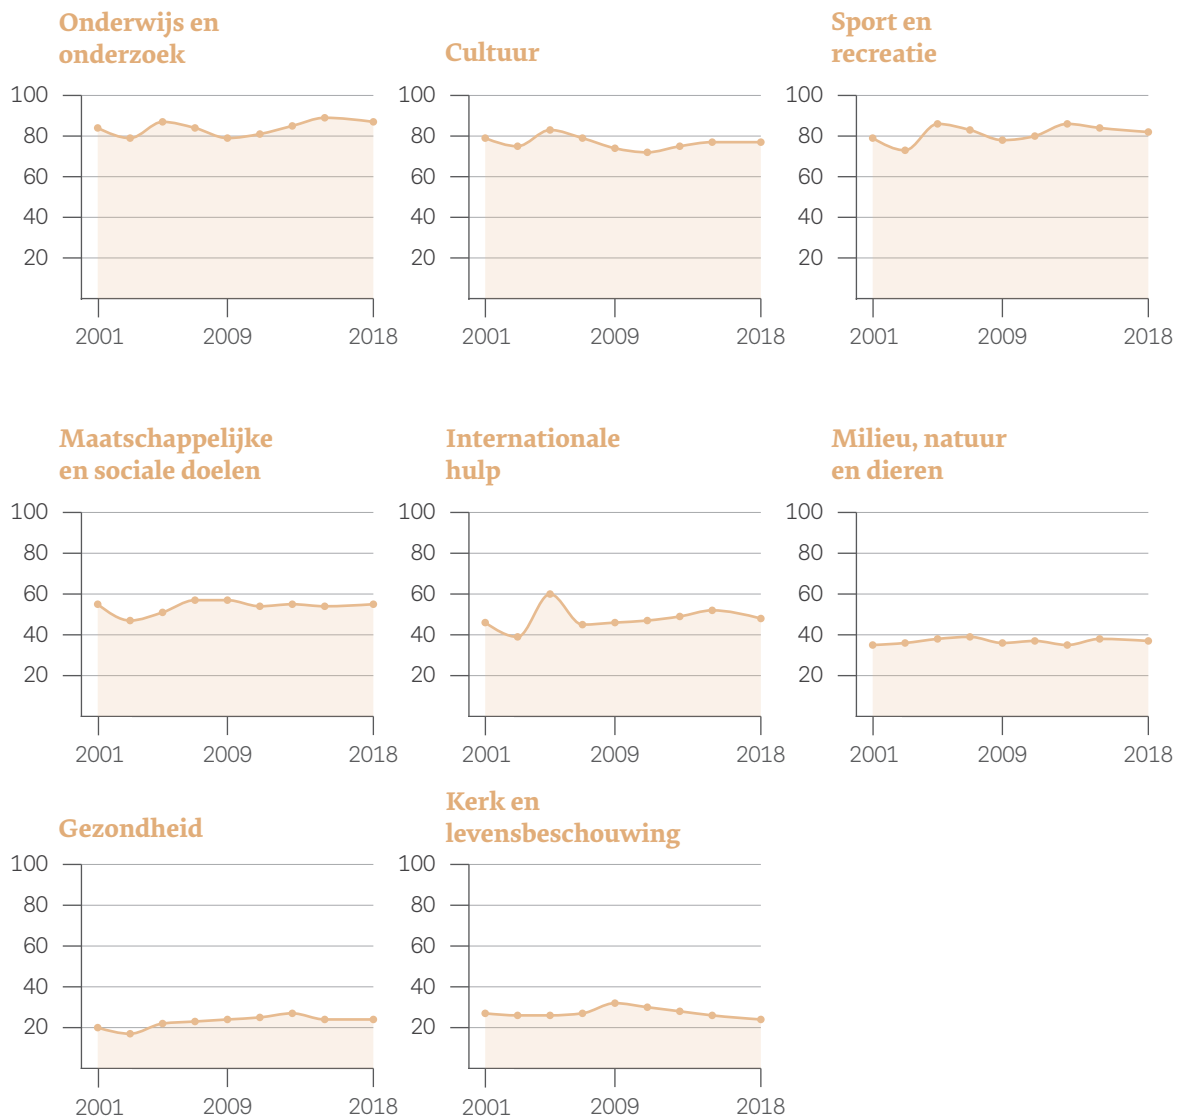 Onderwijs en
onderzoek
100
80
60
40
20
2001 2009 2018
Cultuur
100
80
60
40
20
2001 2009 2018
Sport en
recreatie
100
80
60
40
20
2001 2009 2018
Maatschappelijke
en sociale doelen
100
80
60
40
20
2001 2009 2018
Internationale
hulp
100
80
60
40
20
2001 2009 2018
Milieu, natuur
en dieren
100
80
60
40
20
2001 2009 2018
Gezondheid
100
80
60
40
20
2001 2009 2018
Kerk en
levensbeschouwing
100
80
60
40
20
2001 2009 2018